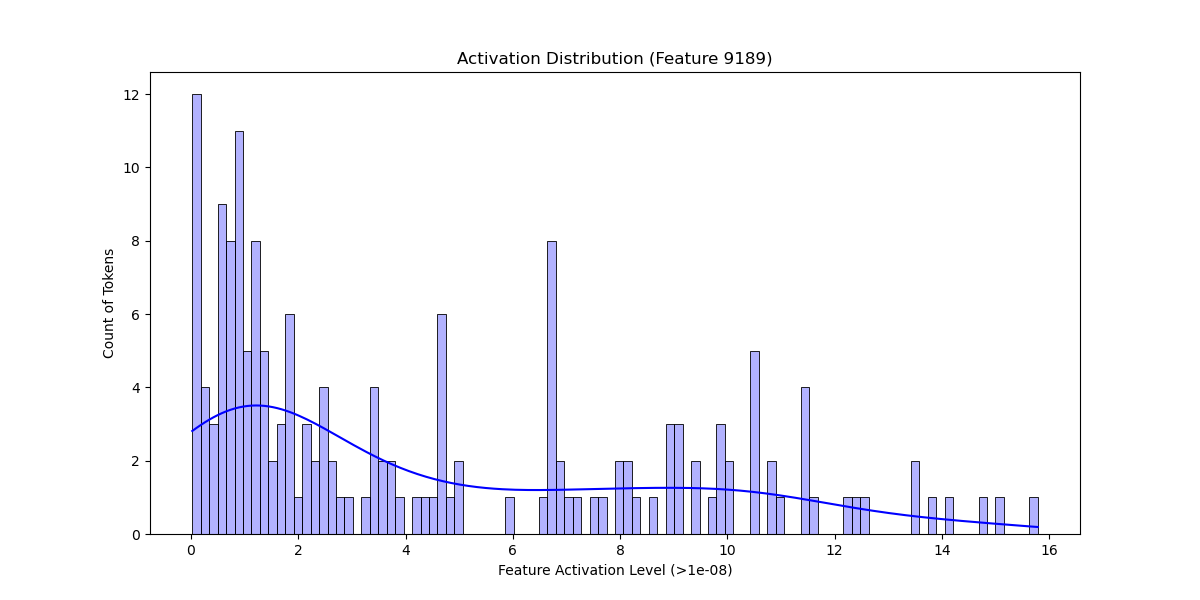 Activation Distribution (Feature 9189)
Count of Tokens
12
10
8
6
4
2
0
0 2 4 6 8 10 12 14 16
Feature Activation Level (>1e-08)